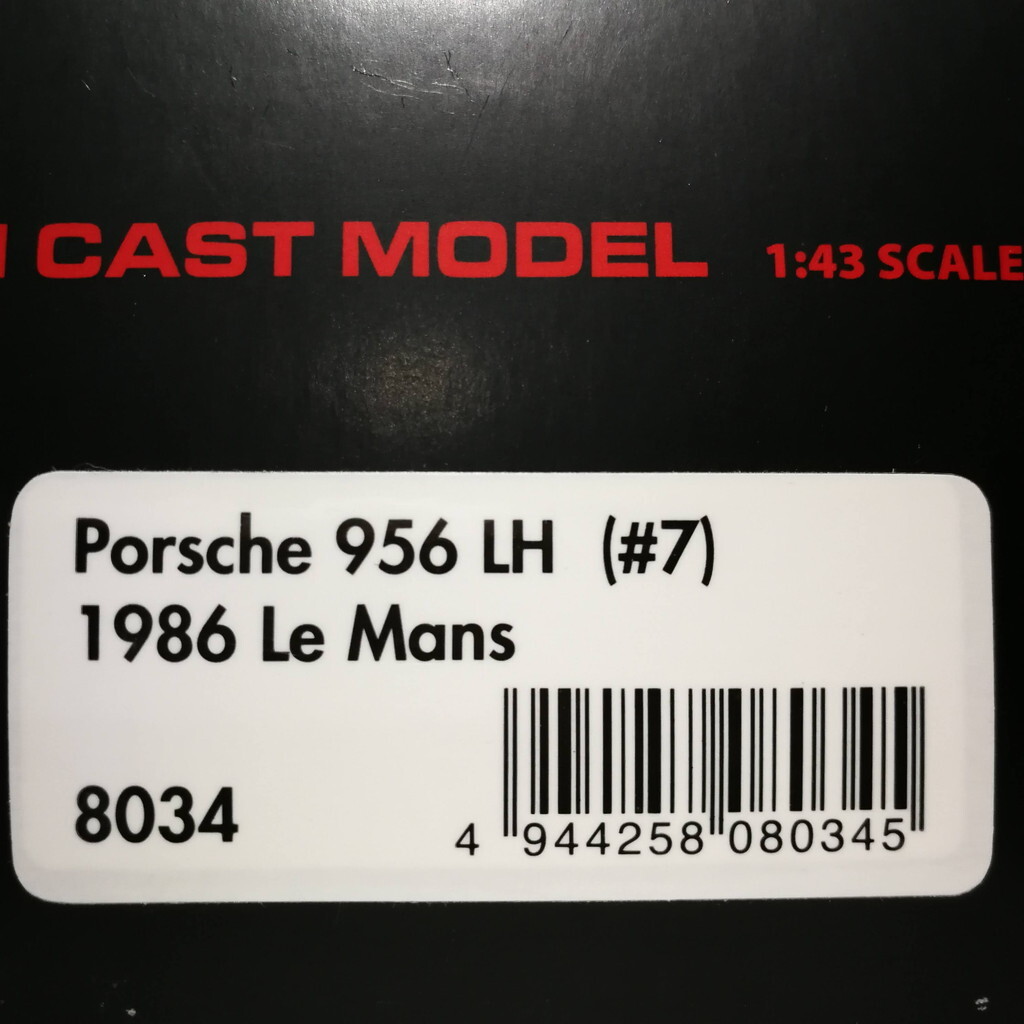 CAST MODEL 1:43 SCALE
Porsche 956 LH (#7)
1986 Le Mans
8034
4 944258 080345